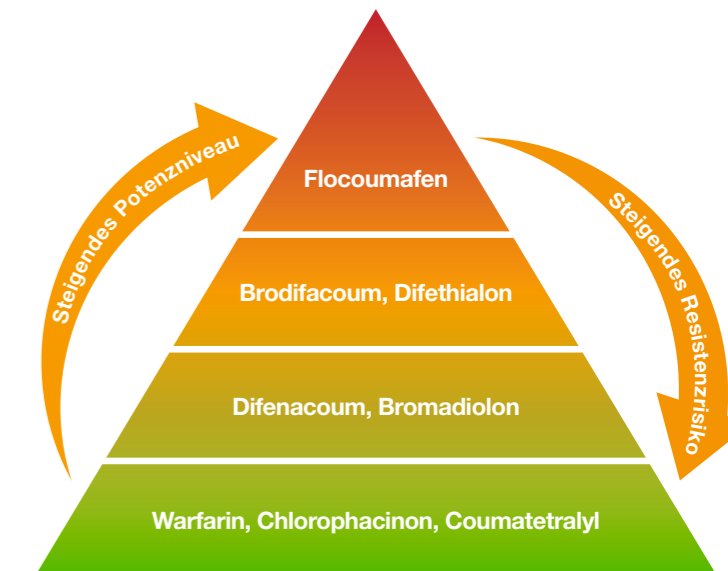 Steigendes Potenzniveau
Steigendes Resistenzrisiko
Flocoumafen
Brodifacoum, Difethialon
Difenacoum, Bromadiolon
Warfarin, Chlorophacinon, Coumatetralyl